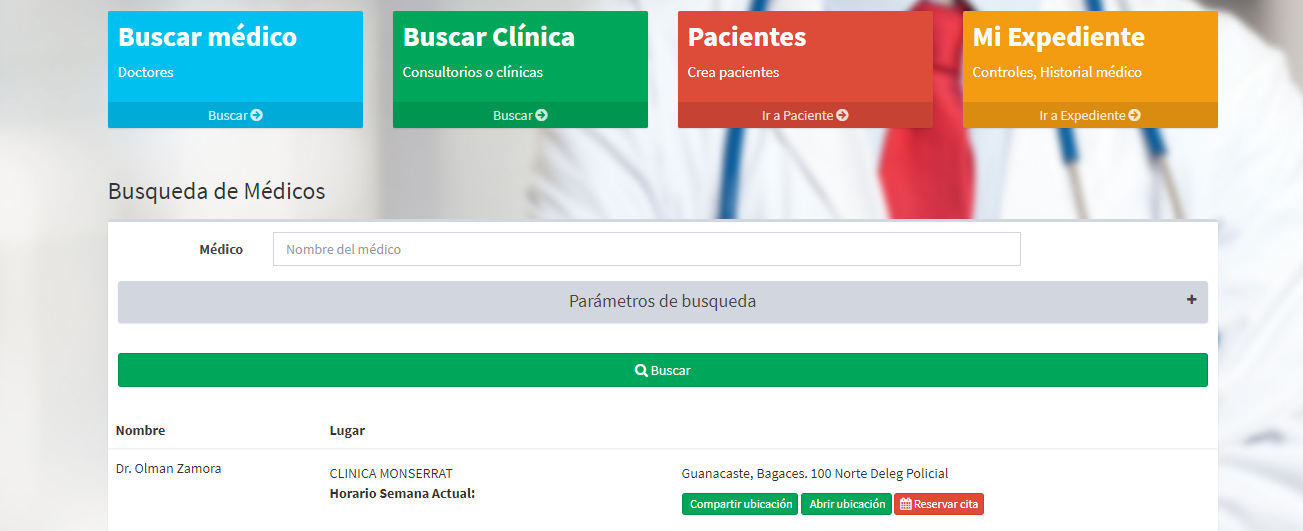 Buscar médico
Doctores
Buscar
Buscar Clínica
Consultorios o clínicas
Buscar
Pacientes
Crea pacientes
Ir a Paciente
Mi Expediente
Controles, Historial médico
Ir a Expediente
Busqueda de Médicos
Médico
Nombre del médico
Parámetros de busqueda
Buscar
Nombre
Lugar
Dr. Olman Zamora
CLINICA MONSERRAT
Horario Semana Actual:
Guanacaste, Bagaces. 100 Norte Deleg Policial
Compartir ubicación
Abrir ubicación
Reservar cita